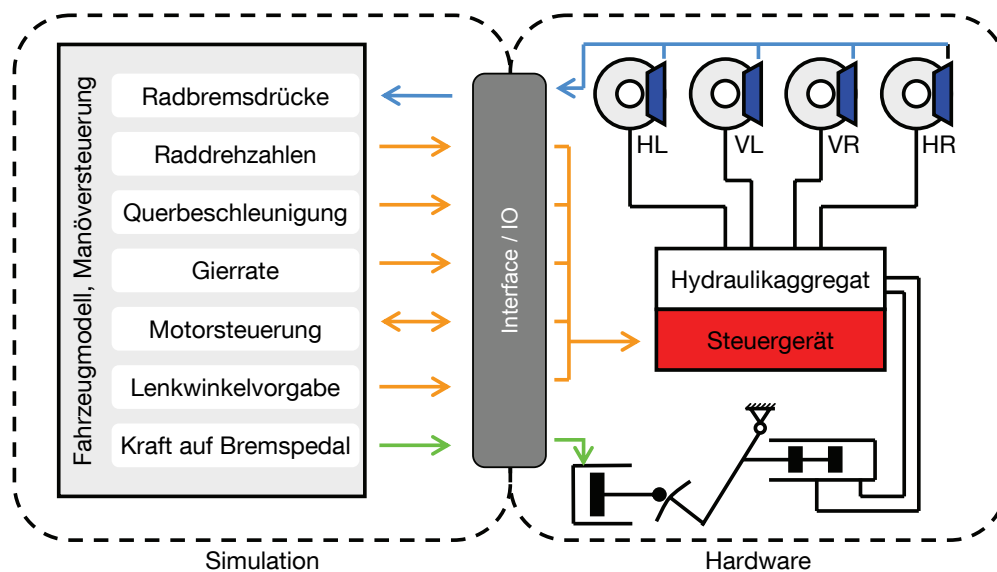 Fahrzeugmodell, Manöversteuerung
Radbremsdrücke
Raddrehzahlen
Querbeschleunigung
Gierrate
Motorsteuerung
Lenkwinkelvorgabe
Kraft auf Bremspedal
Simulation
Interface / IO
HL
VL
VR
HR
Hydraulikaggregat
Steuergerät
Hardware